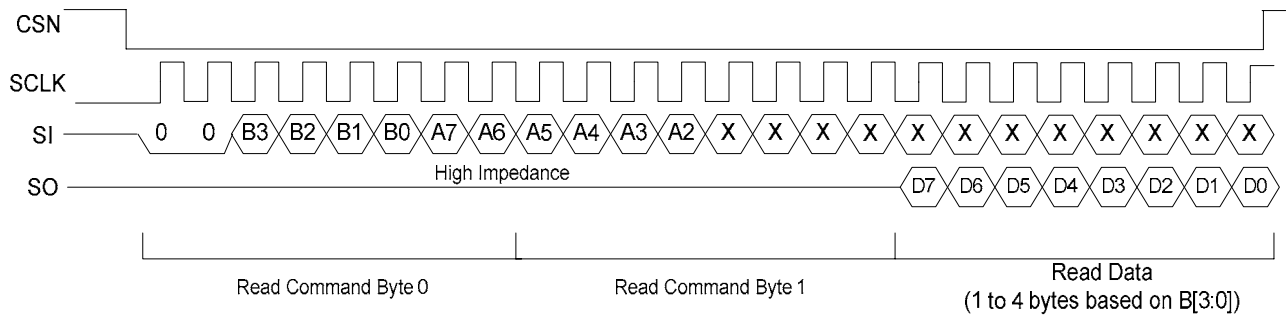 CSN
SCLK
SI 0 0 B3 B2 B1 B0 A7 A6 A5 A4 A3 A2 X X X X X X X X X X X X
High Impedance
SO D7 D6 D5 D4 D3 D2 D1 D0
Read Command Byte 0 Read Command Byte 1 Read Data
(1 to 4 bytes based on B[3:0])